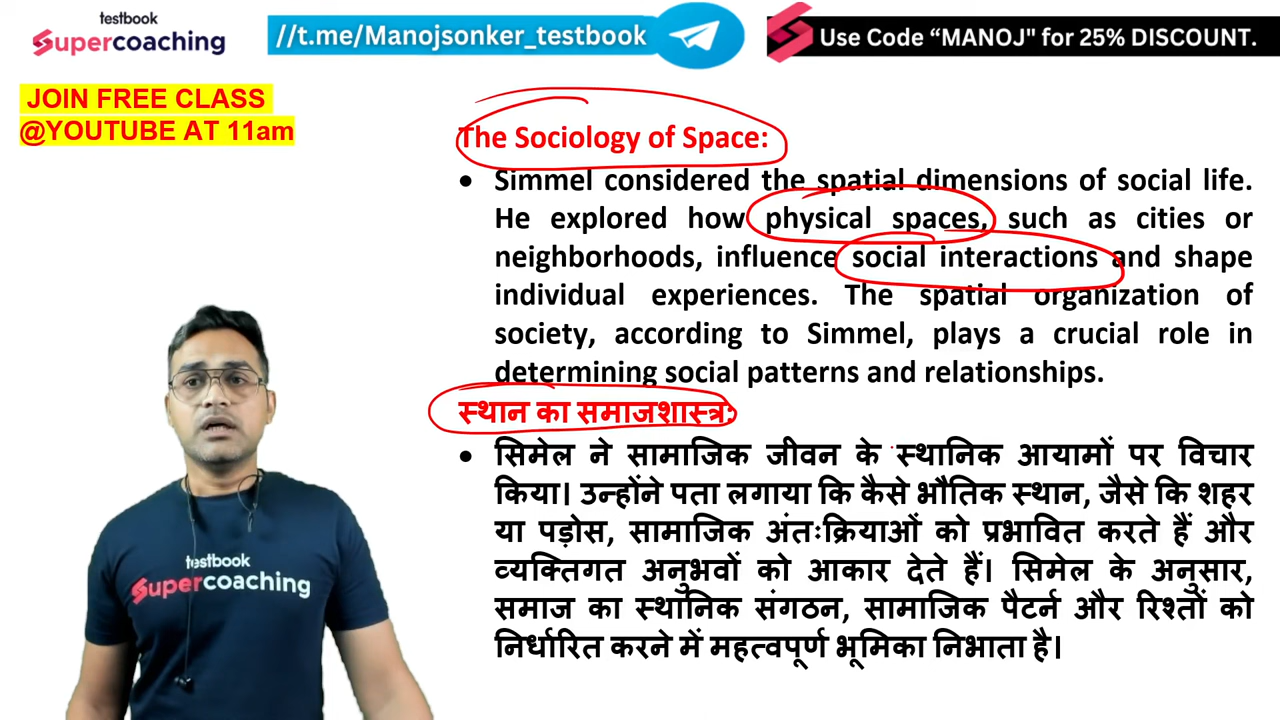 testbook
Supercoaching
//t.me/Manojsonker_testbook
Use Code “MANOJ" for 25% DISCOUNT.
JOIN FREE CLASS
@YOUTUBE AT 11am
The Sociology of Space:
• Simmel considered the spatial dimensions of social life.
He explored how physical spaces, such as cities or
neighborhoods, influence social interactions and shape
individual experiences. The spatial organization of
society, according to Simmel, plays a crucial role in
determining social patterns and relationships.
स्थान का समाजशास्त्र:
• सिमेल ने सामाजिक जीवन के स्थानिक आयामों पर विचार
किया। उन्होंने पता लगाया कि कैसे भौतिक स्थान, जैसे कि शहर
या पड़ोस, सामाजिक अंतःक्रियाओं को प्रभावित करते हैं और
व्यक्तिगत अनुभवों को आकार देते हैं। सिमेल के अनुसार,
समाज का स्थानिक संगठन, सामाजिक पैटर्न और रिश्तों को
निर्धारित करने में महत्वपूर्ण भूमिका निभाता है।
testbook
Supercoaching